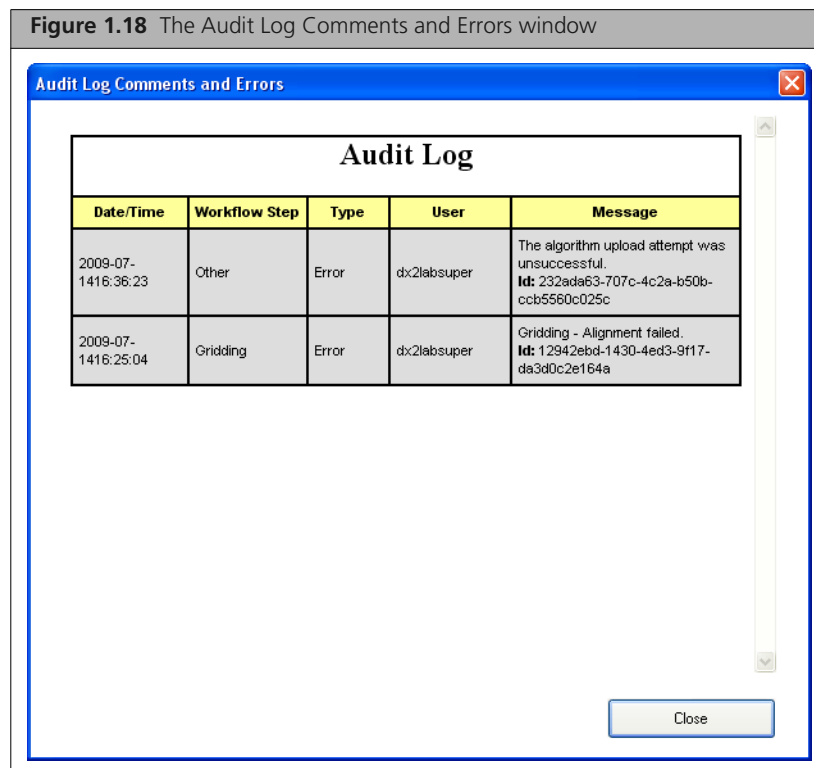 Figure 1.18 The Audit Log Comments and Errors window
Audit Log Comments and Errors
Audit Log
Date/Time Workflow Step Type User Message
2009-07-
1416:36:23
Other
Error
dx2labsuper
The algorithm upload attempt was
unsuccessful.
Id: 232ada63-707c-4c2a-b50b-
ccb5560c025c
2009-07-
1416:25:04
Gridding
Error
dx2labsuper
Gridding - Alignment failed.
Id: 12942ebd-1430-4ed3-9f17-
da3d0c2e164a
Close